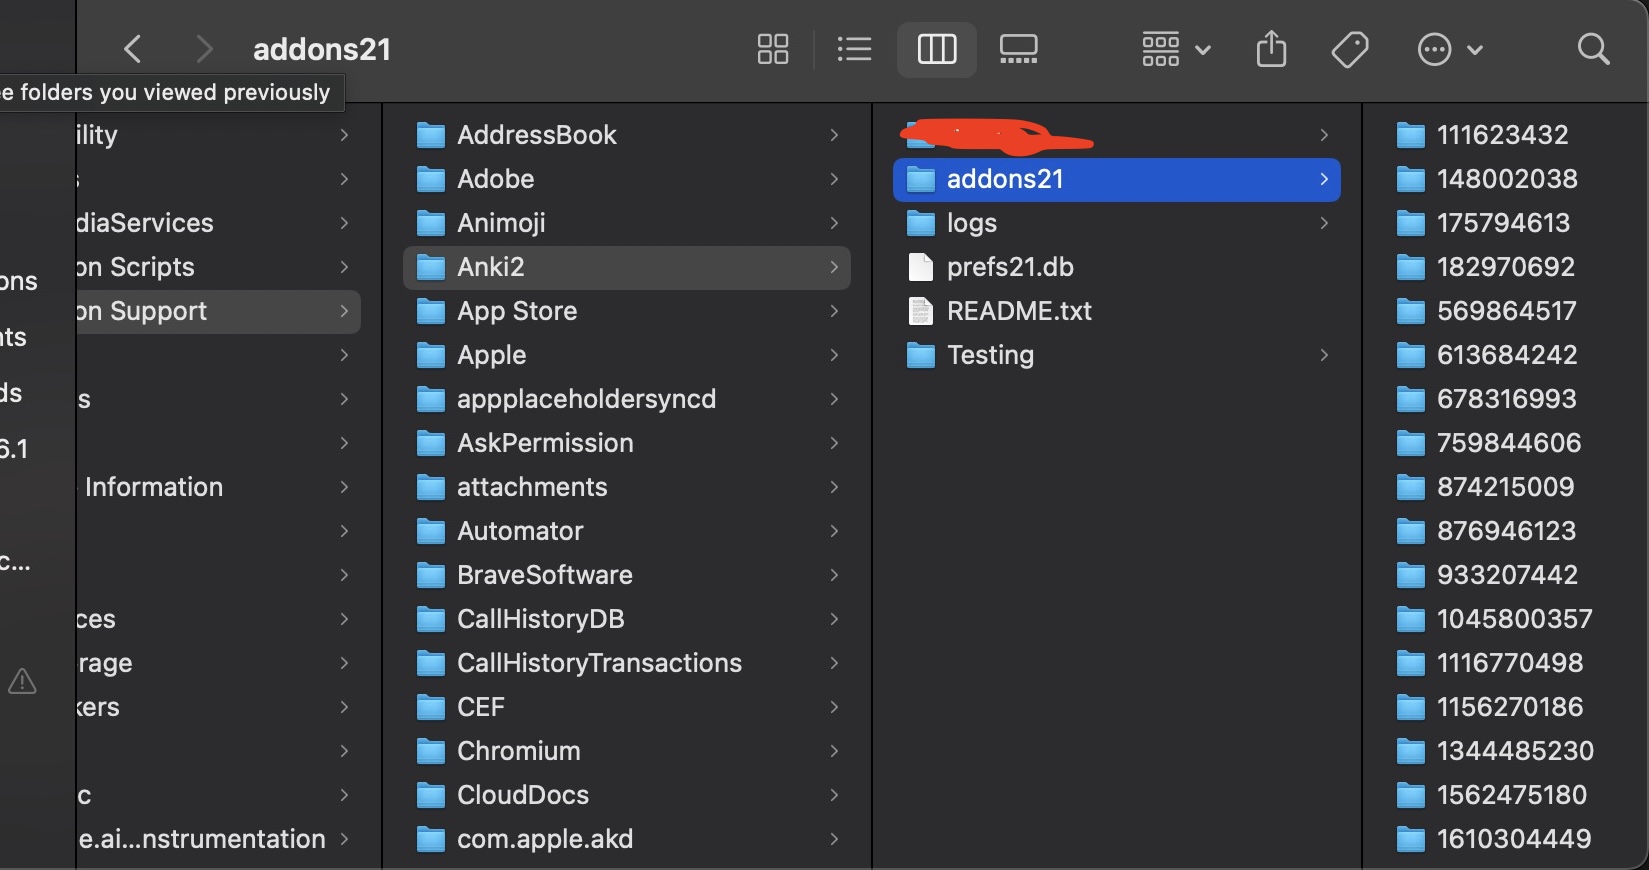 addons21
e folders you viewed previously
ons
nts
ds
6.1
c...
ility
s
diaServices
on Scripts
on Support
s
Information
ces
rage
kers
c
e.ai...nstrumentation
AddressBook
Adobe
Animoji
Anki2
App Store
Apple
appplaceholdersyncd
AskPermission
attachments
Automator
BraveSoftware
CallHistoryDB
CallHistoryTransactions
CEF
Chromium
CloudDocs
com.apple.akd
addons21
logs
prefs21.db
README.txt
Testing
111623432
148002038
175794613
182970692
569864517
613684242
678316993
759844606
874215009
876946123
933207442
1045800357
1116770498
1156270186
1344485230
1562475180
1610304449